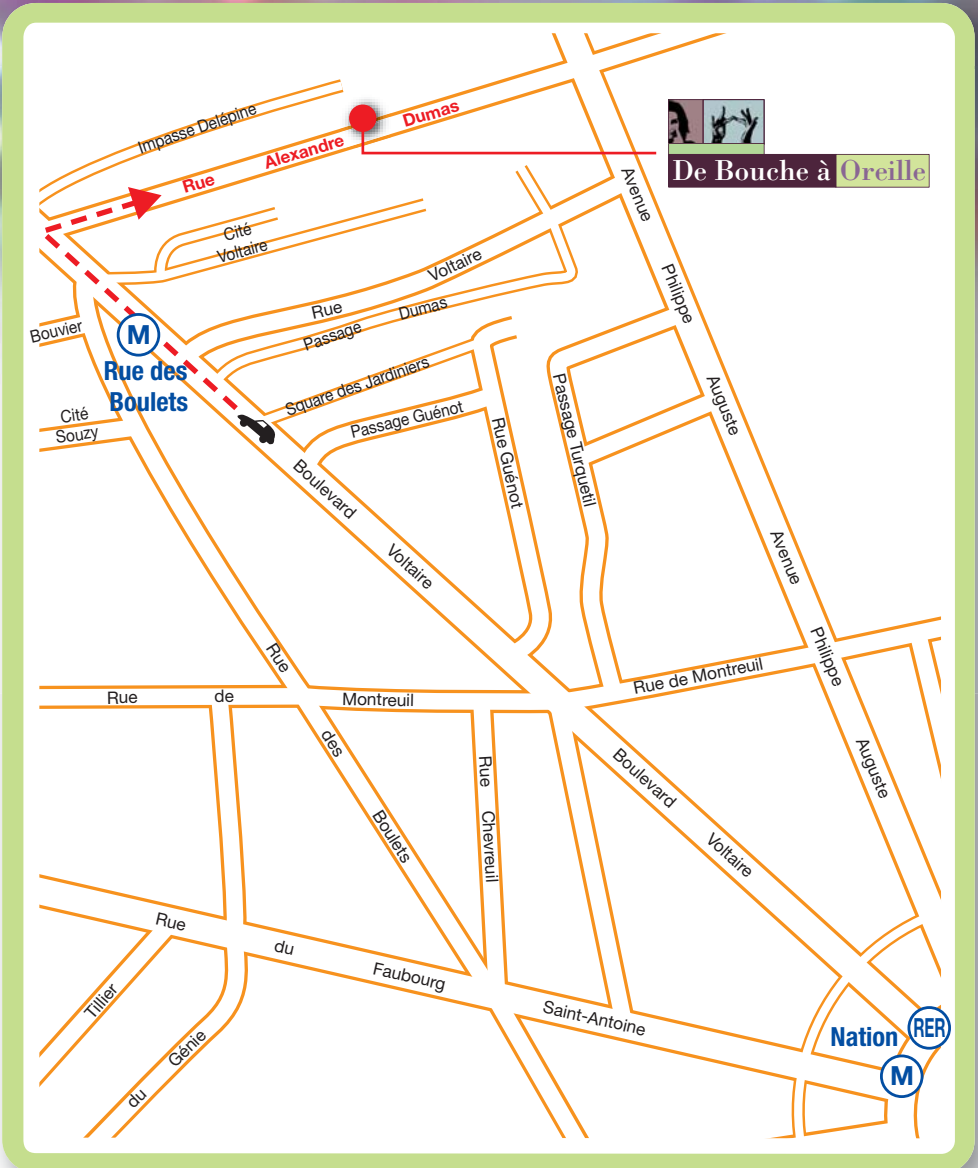 Impasse Delépine
Rue Alexandre Dumas
De Bouche à Oreille
Cité
Voltaire
Avenue Philippe Auguste
Rue Voltaire
Passage Dumas
Bouvier
M
Rue des
Boulets
Square des Jardiniers
Passage Guénot
Cité
Souzy
Rue Guénot
Passage Turquetil
Boulevard Voltaire
Avenue Philippe Auguste
Rue des Boulets
Rue de Montreuil
Rue de Montreuil
Rue Chevreuil
Boulevard Voltaire
Rue du Faubourg Saint-Antoine
Tillier
du Génie
Nation
RER
M